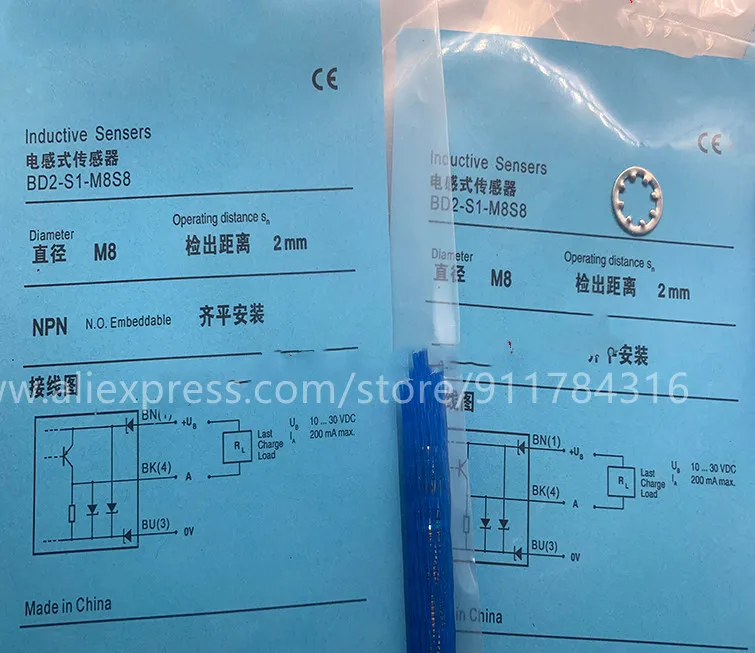 CE
Inductive Sensers
电感式传感器
BD2-S1-M8S8
Diameter
Operating distance sn
直径 M8 检出距离 2mm
NPN N.O. Embeddable 齐平安装
接线图
BN(1)
+UB
RL
Last
Charge
Load
UB 10 ... 30 VDC
IA 200 mA max.
BK(4)
A
BU(3)
0V
Made in China
CE
Inductive Sensers
电感式传感器
BD2-S1-M8S8
Diameter
Operating distance sn
直径 M8 检出距离 2mm
安装
线图
BN(1)
+UB
RL
Last
Charge
Load
UB 10 ... 30 VDC
IA 200 mA max.
BK(4)
A
BU(3)
0V
in China
w.aliexpress.com/store/911784316